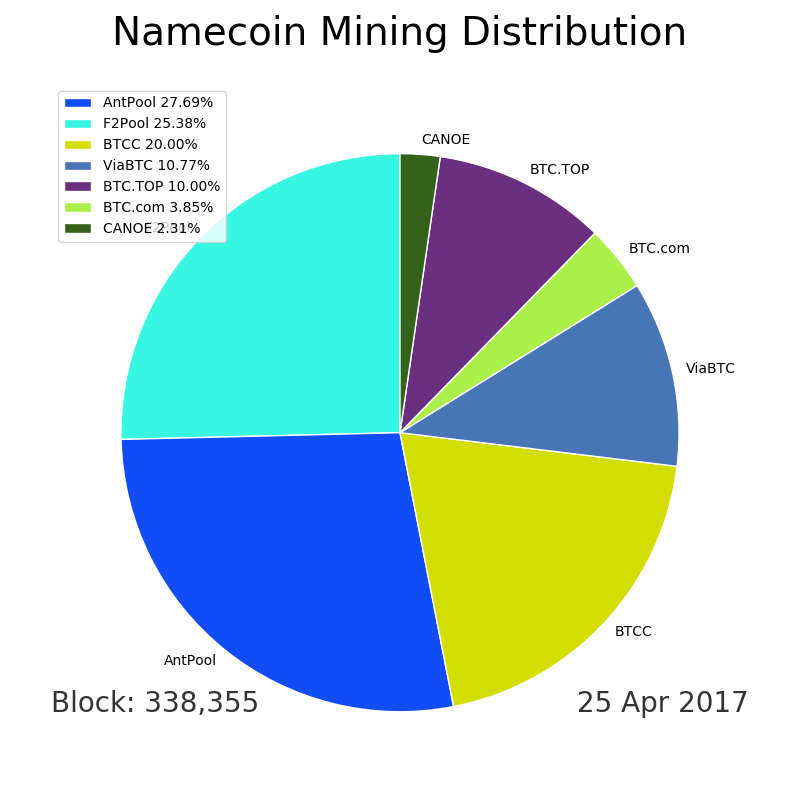 Namecoin Mining Distribution
AntPool 27.69%
F2Pool 25.38%
BTCC 20.00%
ViaBTC 10.77%
BTC.TOP 10.00%
BTC.com 3.85%
CANOE 2.31%
CANOE
BTC.TOP
BTC.com
ViaBTC
BTCC
AntPool
Block: 338,355
25 Apr 2017